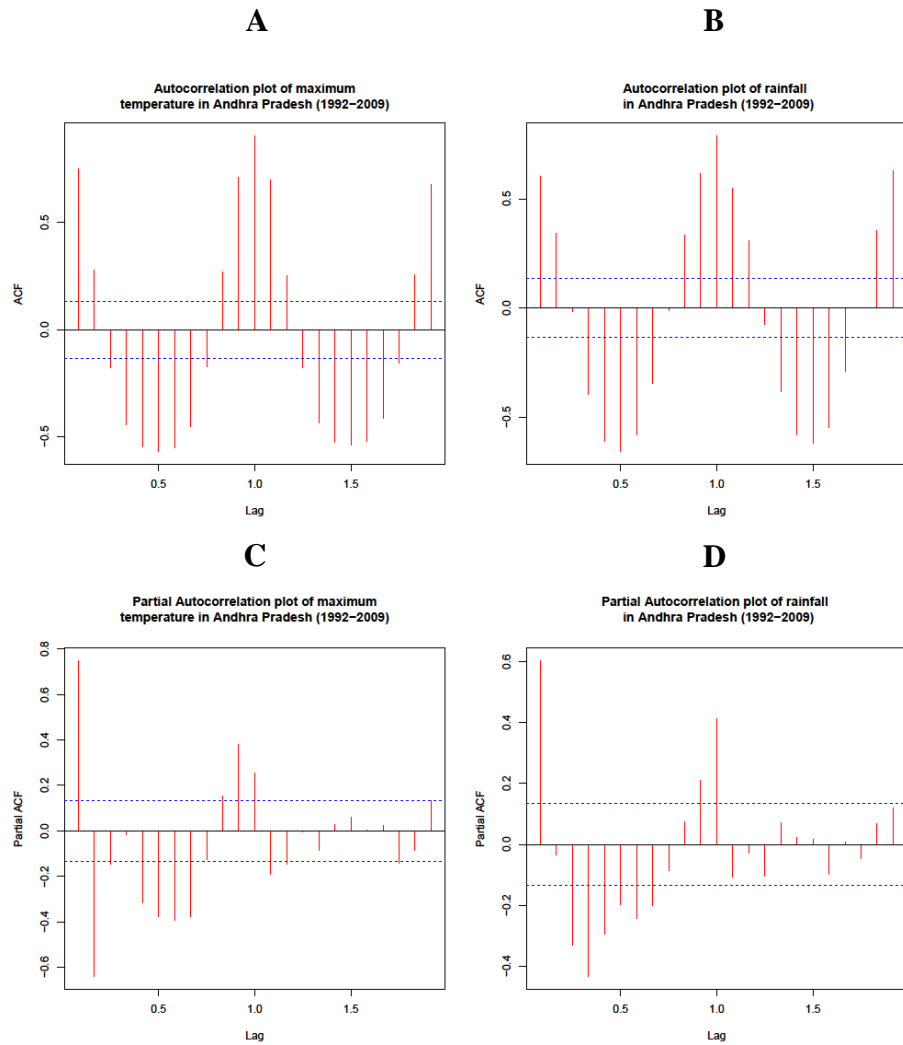 A
Autocorrelation plot of maximum
temperature in Andhra Pradesh (1992−2009)
ACF
0.5
0.0
−0.5
0.5
1.0
1.5
Lag
B
Autocorrelation plot of rainfall
in Andhra Pradesh (1992−2009)
ACF
0.5
0.0
−0.5
0.5
1.0
1.5
Lag
C
Partial Autocorrelation plot of maximum
temperature in Andhra Pradesh (1992−2009)
Partial ACF
0.8
0.6
0.4
0.2
0.0
−0.2
−0.4
−0.6
0.5
1.0
1.5
Lag
D
Partial Autocorrelation plot of rainfall
in Andhra Pradesh (1992−2009)
Partial ACF
0.6
0.4
0.2
0.0
−0.2
−0.4
0.5
1.0
1.5
Lag